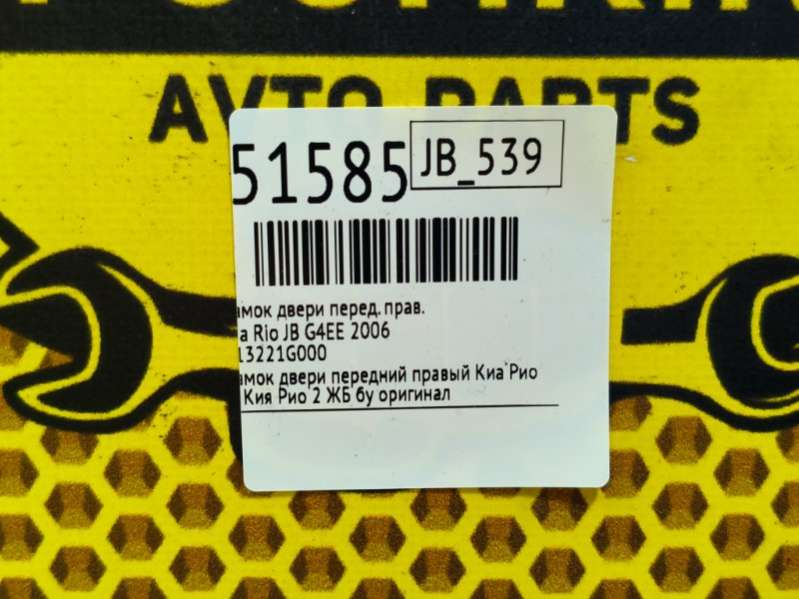 AVTO PARTS
51585
JB_539
амок двери перед. прав.
a Rio JB G4EE 2006
13221G000
амок двери передний правый Киа Рио
Кия Рио 2 ЖБ бу оригинал